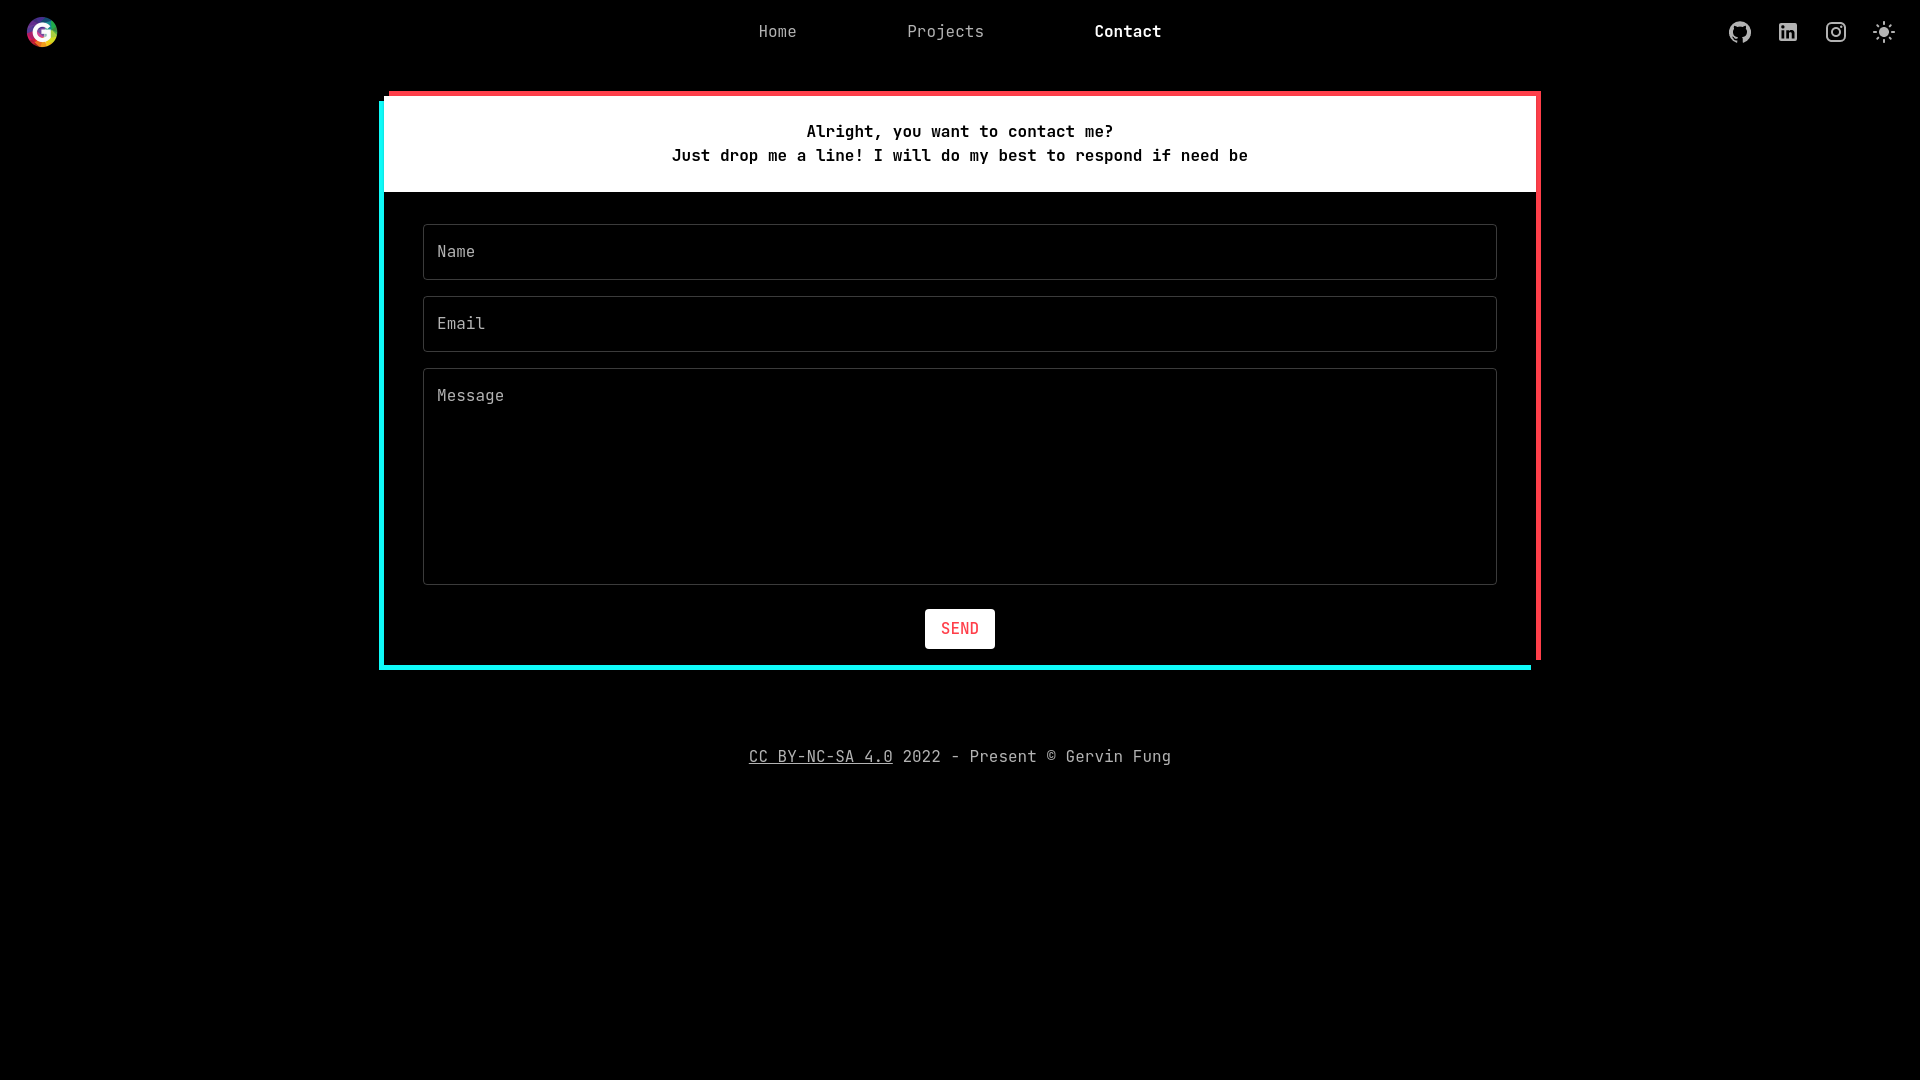 Home
Projects
Contact
Alright, you want to contact me?
Just drop me a line! I will do my best to respond if need be
Name
Email
Message
SEND
CC BY-NC-SA 4.0 2022 - Present © Gervin Fung